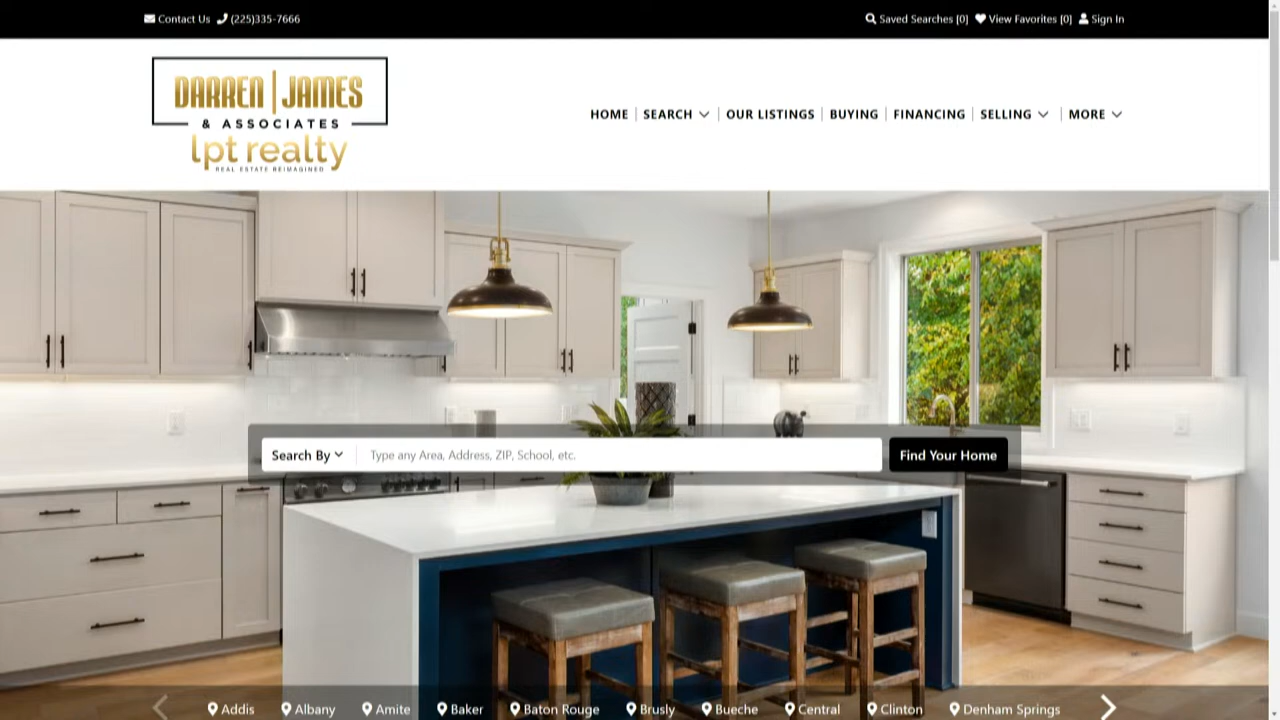 Contact Us (225)335-7666 Saved Searches [0] View Favorites [0] Sign In
DARREN | JAMES
& ASSOCIATES
lpt realty
REAL ESTATE REIMAGINED
HOME SEARCH OUR LISTINGS BUYING FINANCING SELLING MORE
Search By Type any Area, Address, ZIP, School, etc. Find Your Home
Addis Albany Amite Baker Baton Rouge Brusly Bueche Central Clinton Denham Springs